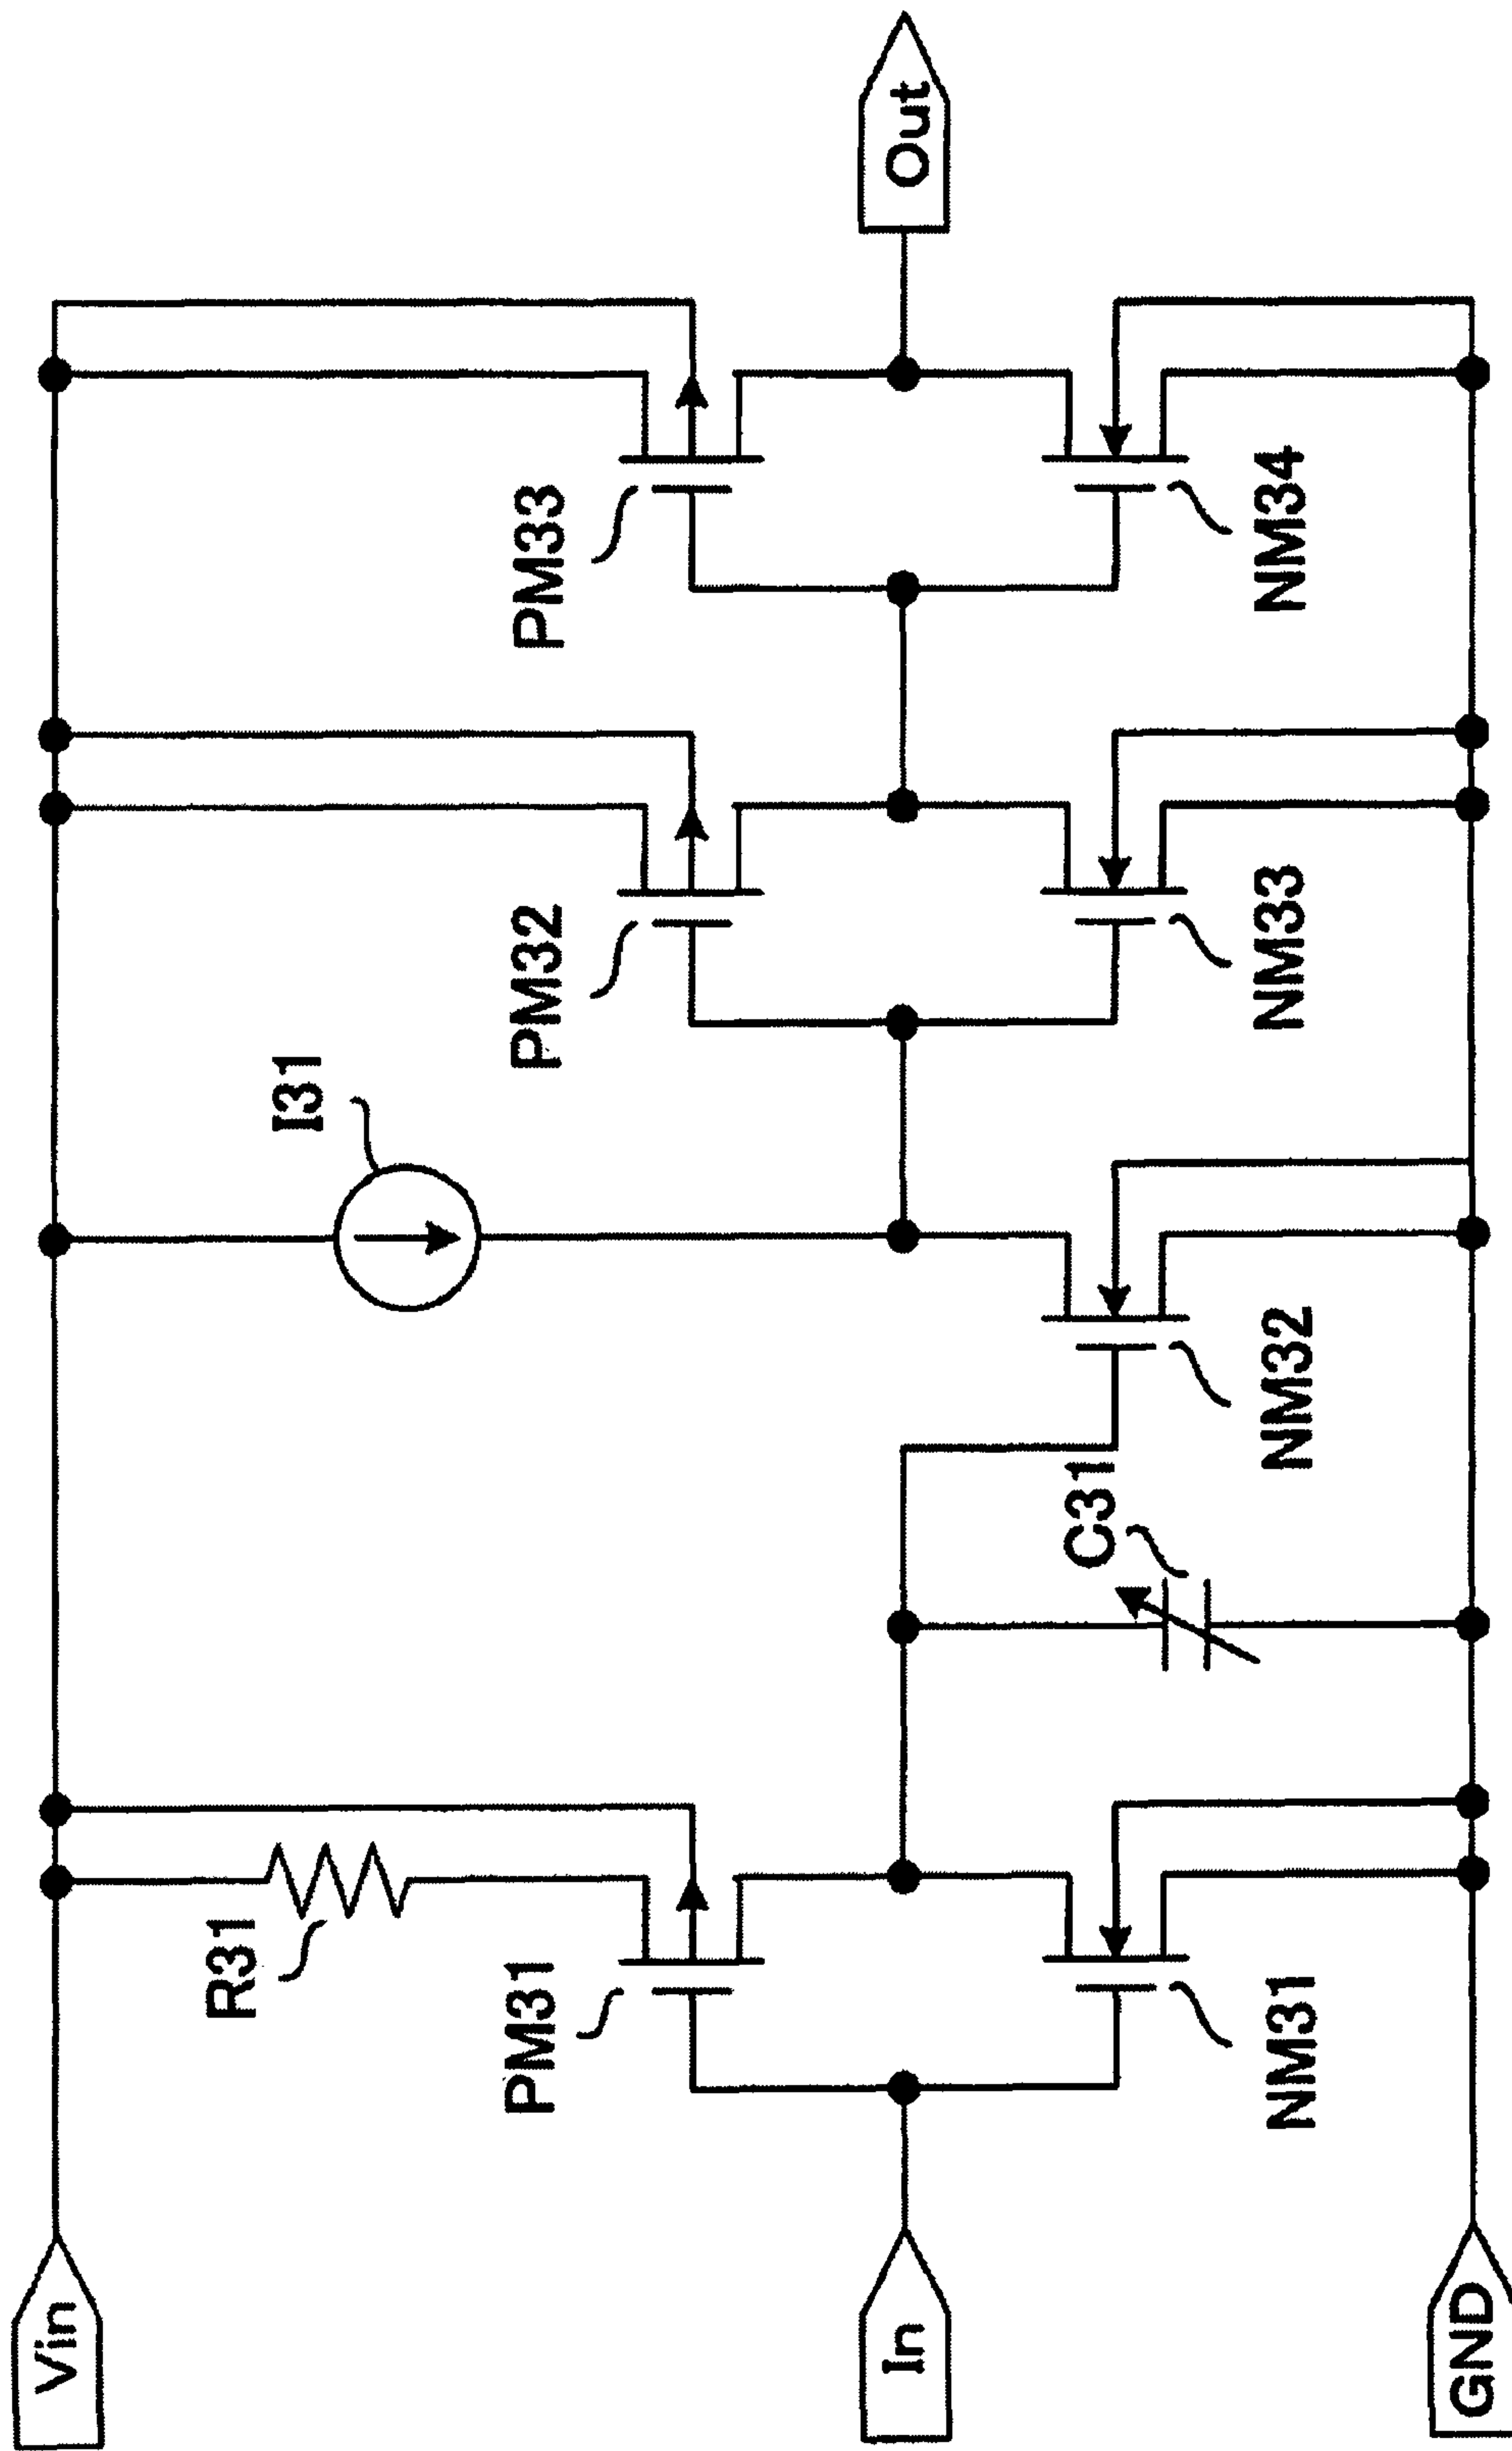 Vin
In
GND
R31
PM31
NM31
C31
NM32
I31
PM32
NM33
PM33
NM34
Out